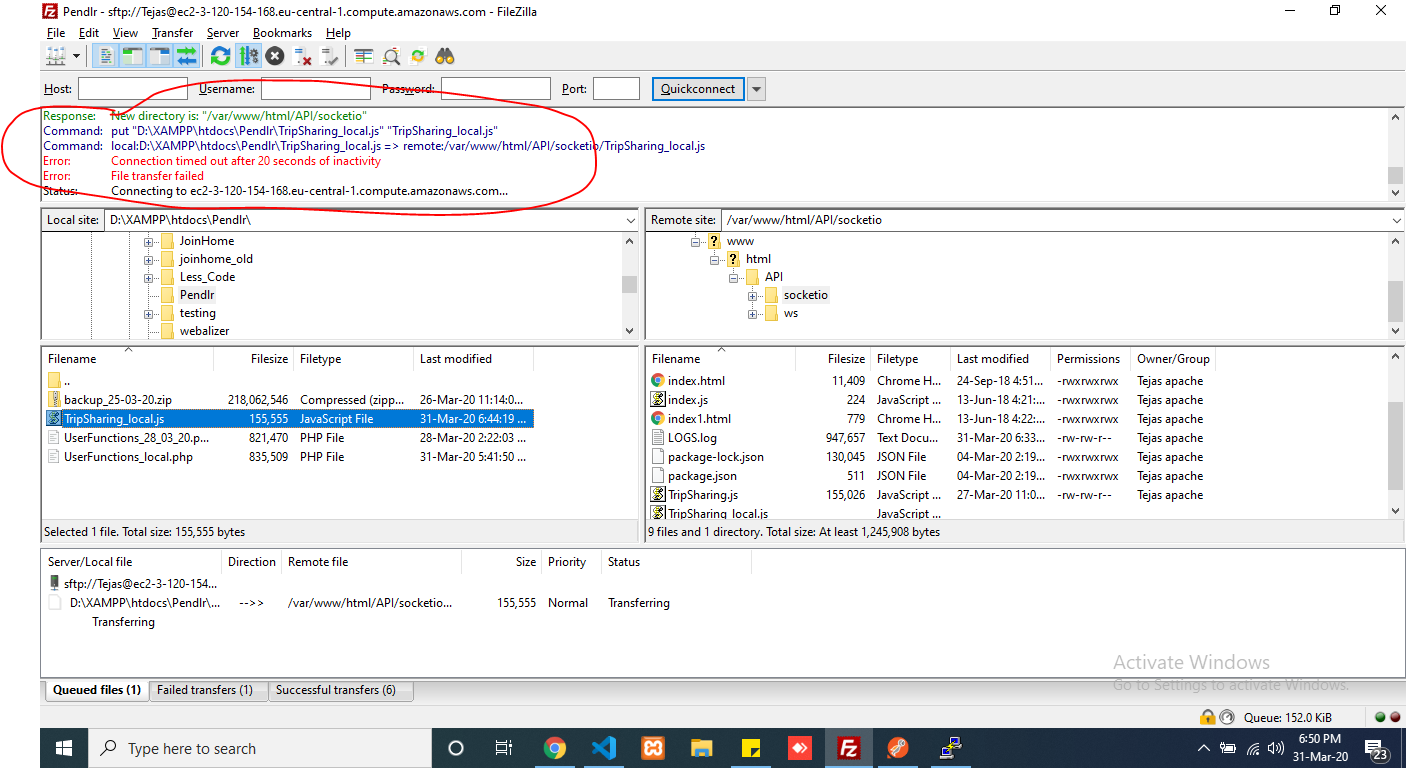 Pendlr - sftp://Tejas@ec2-3-120-154-168.eu-central-1.compute.amazonaws.com - FileZilla
File Edit View Transfer Server Bookmarks Help
Host: Username: Password: Port: Quickconnect
Response: New directory is: "/var/www/html/API/socketio"
Command: put "D:\XAMPP\htdocs\Pendlr\TripSharing_local.js" "TripSharing_local.js"
Command: local:D:\XAMPP\htdocs\Pendlr\TripSharing_local.js => remote:/var/www/html/API/socketio/TripSharing_local.js
Error: Connection timed out after 20 seconds of inactivity
Error: File transfer failed
Status: Connecting to ec2-3-120-154-168.eu-central-1.compute.amazonaws.com...
Local site: D:\XAMPP\htdocs\Pendlr\
JoinHome
joinhome_old
Less_Code
Pendlr
testing
webalizer
Remote site: /var/www/html/API/socketio
www
html
API
socketio
ws
Filename Filesize Filetype Last modified
..
backup_25-03-20.zip 218,062,546 Compressed (zipp... 26-Mar-20 11:14:0...
TripSharing_local.js 155,555 JavaScript File 31-Mar-20 6:44:19 ...
UserFunctions_28_03_20.p... 821,470 PHP File 28-Mar-20 2:22:03 ...
UserFunctions_local.php 835,509 PHP File 31-Mar-20 5:41:50 ...
Selected 1 file. Total size: 155,555 bytes
Filename Filesize Filetype Last modified Permissions Owner/Group
index.html 11,409 Chrome H... 24-Sep-18 4:51... -rwxrwxrwx Tejas apache
index.js 224 JavaScript ... 13-Jun-18 4:21:... -rwxrwxrwx Tejas apache
index1.html 779 Chrome H... 13-Jun-18 4:22:... -rwxrwxrwx Tejas apache
LOGS.log 947,657 Text Docu... 31-Mar-20 6:33... -rw-rw-r-- Tejas apache
package-lock.json 130,045 JSON File 04-Mar-20 2:19... -rwxrwxrwx Tejas apache
package.json 511 JSON File 04-Mar-20 2:19... -rwxrwxrwx Tejas apache
TripSharing.js 155,026 JavaScript ... 27-Mar-20 11:0... -rw-rw-r-- Tejas apache
TripSharing_local.js JavaScript ...
9 files and 1 directory. Total size: At least 1,245,908 bytes
Server/Local file Direction Remote file Size Priority Status
sftp://Tejas@ec2-3-120-154...
D:\XAMPP\htdocs\Pendlr\... -->> /var/www/html/API/socketio... 155,555 Normal Transferring
Transferring
Activate Windows
Go to Settings to activate Windows.
Queued files (1) Failed transfers (1) Successful transfers (6)
Queue: 152.0 KiB
Type here to search
6:50 PM
31-Mar-20
23